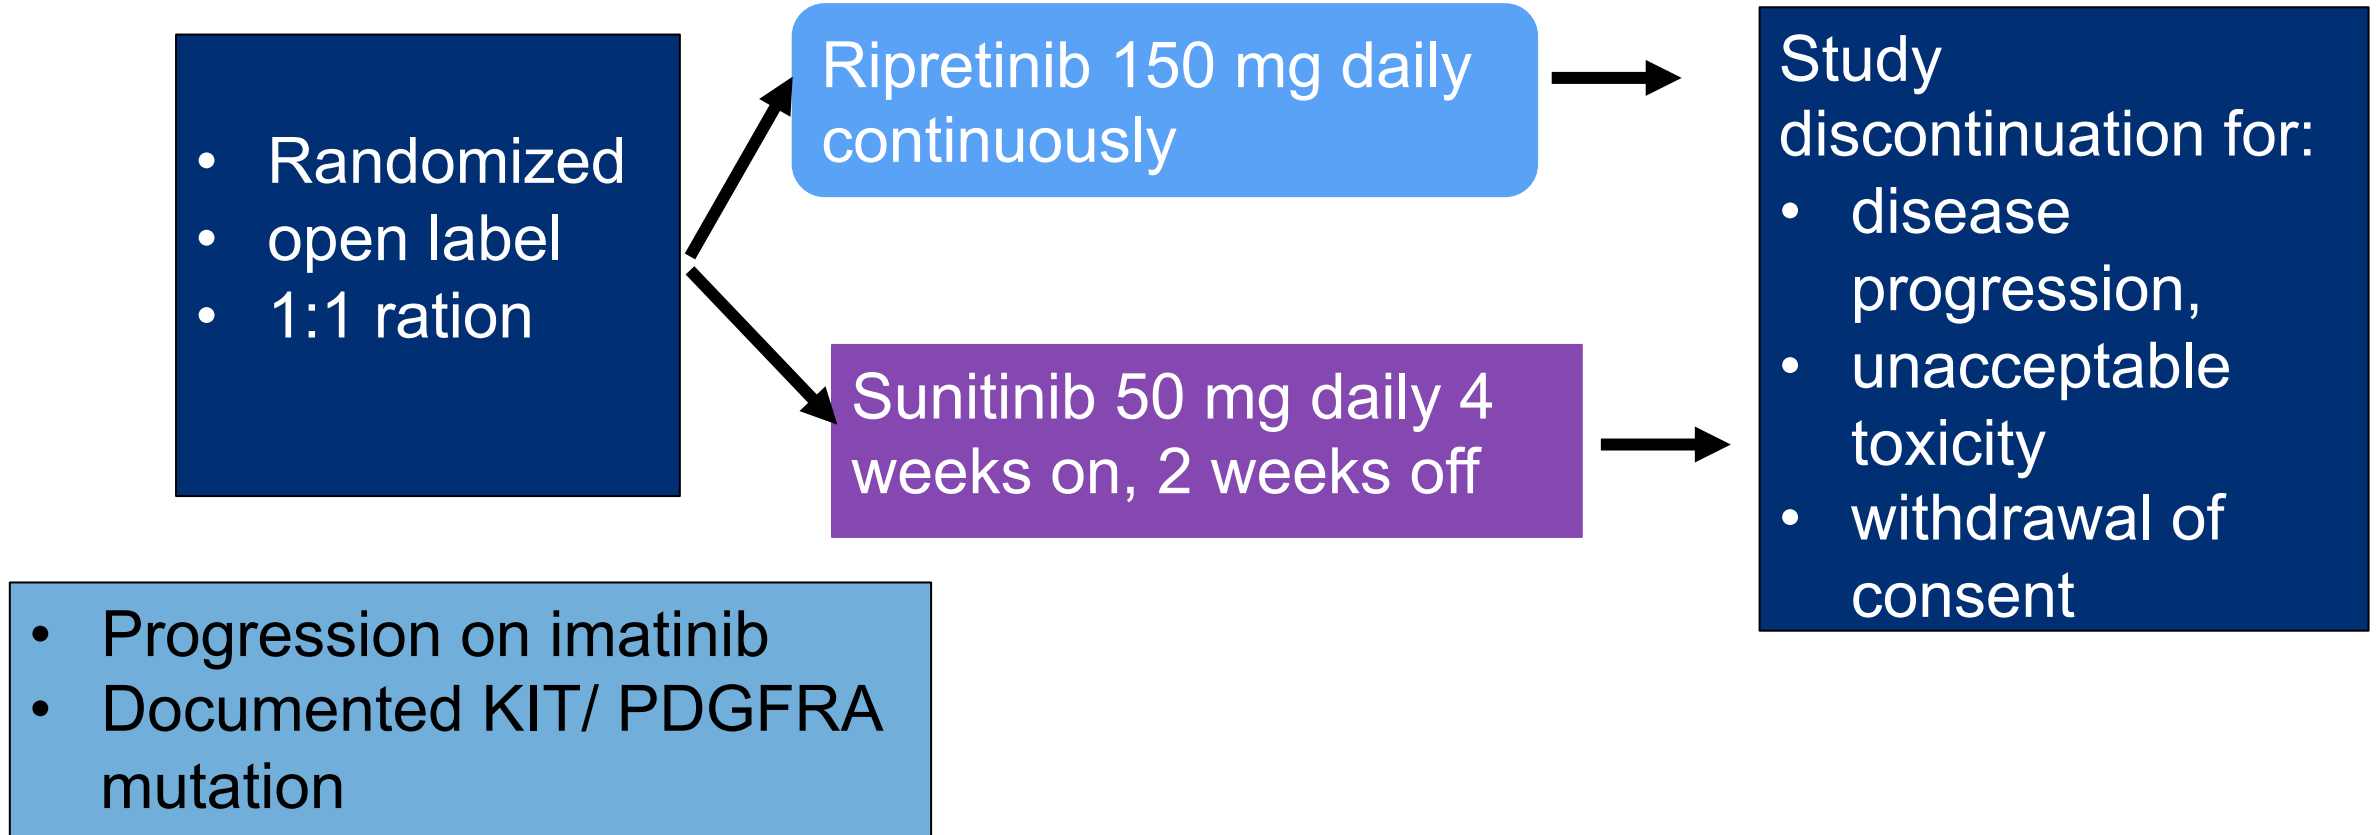 • Randomized
• open label
• 1:1 ration
Ripretinib 150 mg daily
continuously
Sunitinib 50 mg daily 4
weeks on, 2 weeks off
Study
discontinuation for:
• disease
progression,
• unacceptable
toxicity
• withdrawal of
consent
• Progression on imatinib
• Documented KIT/ PDGFRA
mutation